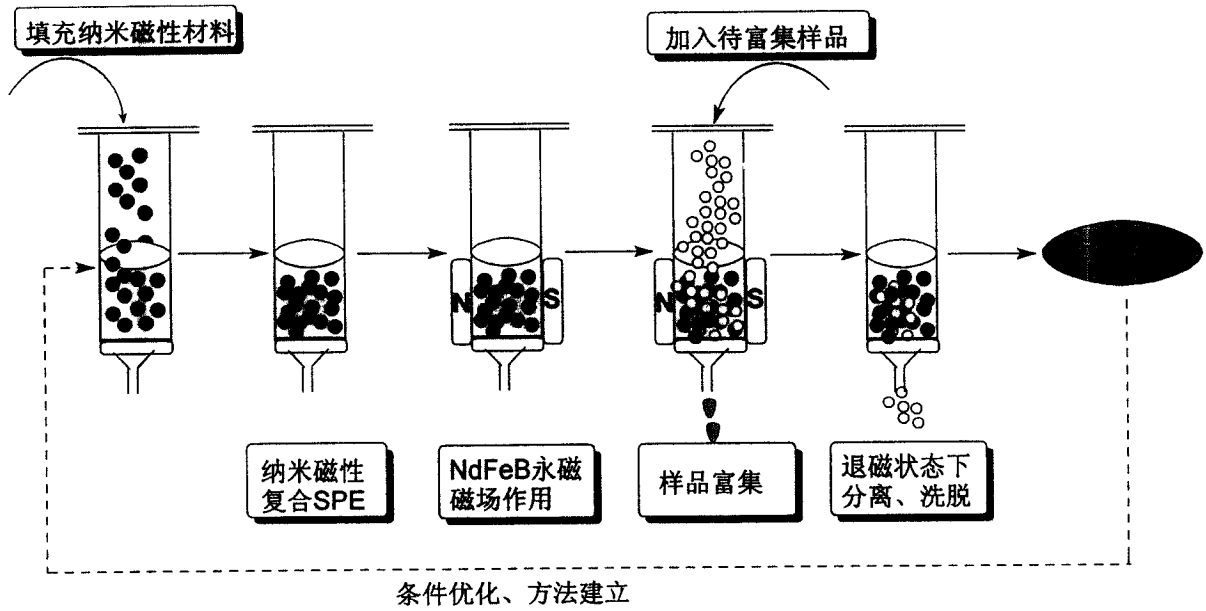 填充纳米磁性材料
加入待富集样品
N
S
N
S
纳米磁性
复合SPE
NdFeB永磁
磁场作用
样品富集
退磁状态下
分离、洗脱
条件优化、方法建立